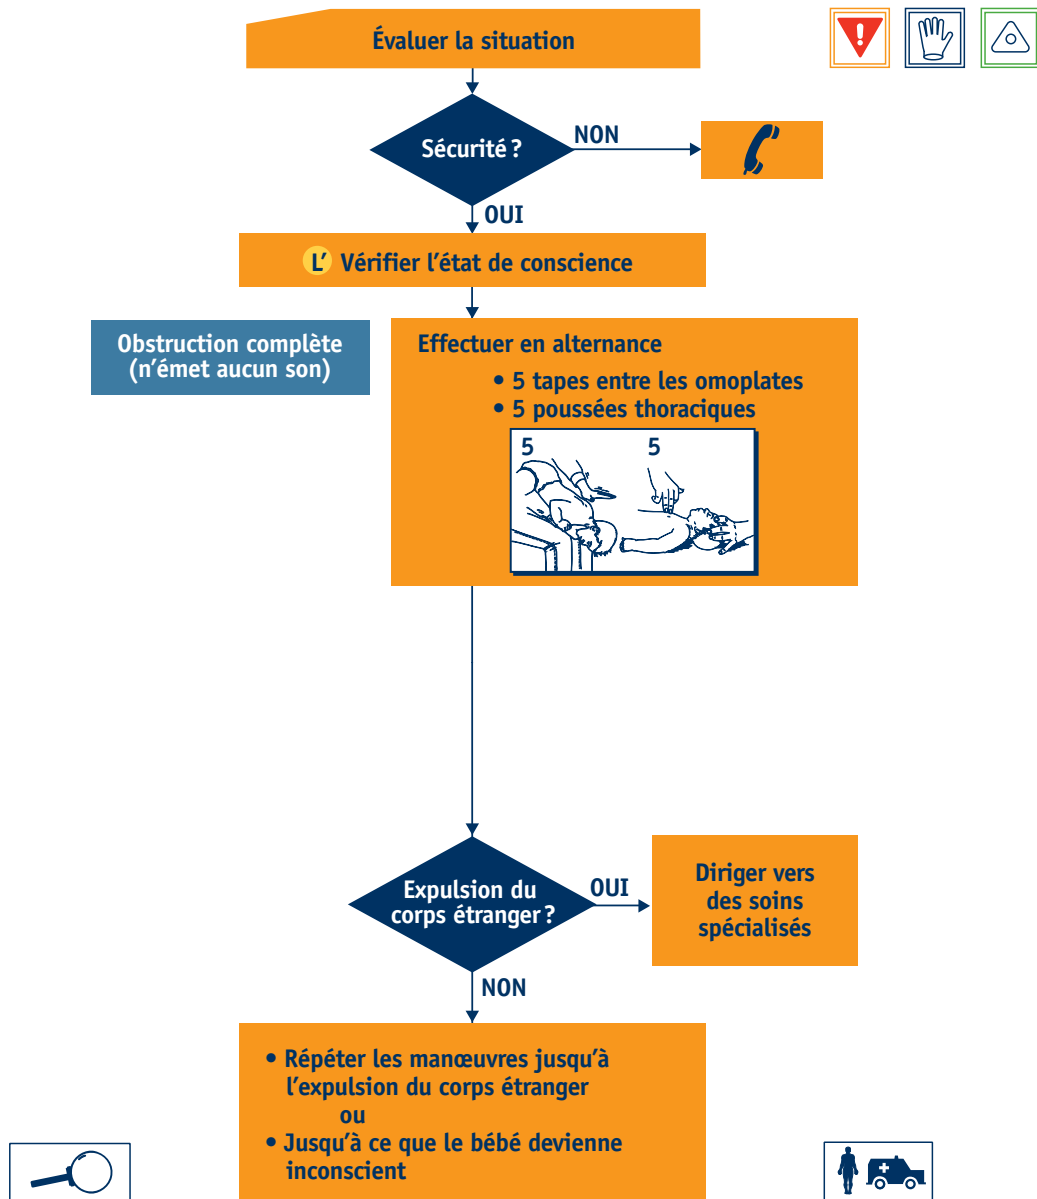 Évaluer la situation
Sécurité ?
NON
OUI
L' Vérifier l'état de conscience
Obstruction complète
(n'émet aucun son)
Effectuer en alternance
• 5 tapes entre les omoplates
• 5 poussées thoraciques
5 5
Expulsion du
corps étranger ?
OUI
Diriger vers
des soins
spécialisés
NON
• Répéter les manœuvres jusqu'à
l'expulsion du corps étranger
ou
• Jusqu'à ce que le bébé devienne
inconscient